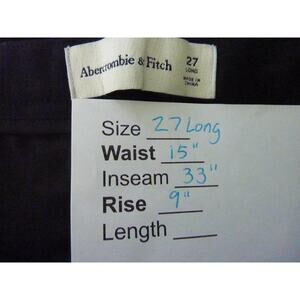 Abercrombie & Fitch
27
LONG
MADE IN
CHINA
Size 27 Long
Waist 15"
Inseam 33"
Rise 9"
Length